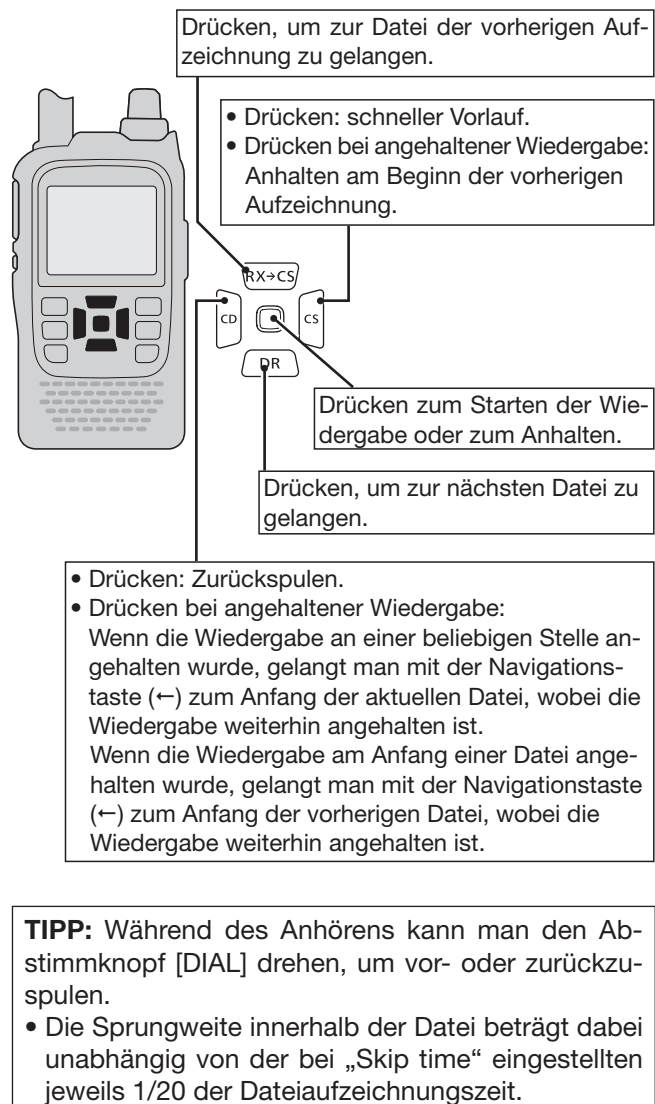 Drücken, um zur Datei der vorherigen Auf-
zeichnung zu gelangen.
• Drücken: schneller Vorlauf.
• Drücken bei angehaltener Wiedergabe:
Anhalten am Beginn der vorherigen
Aufzeichnung.
RX→CS
CD
CS
DR
Drücken zum Starten der Wie-
dergabe oder zum Anhalten.
Drücken, um zur nächsten Datei zu
gelangen.
• Drücken: Zurückspulen.
• Drücken bei angehaltener Wiedergabe:
Wenn die Wiedergabe an einer beliebigen Stelle an-
gehalten wurde, gelangt man mit der Navigations-
taste (←) zum Anfang der aktuellen Datei, wobei die
Wiedergabe weiterhin angehalten ist.
Wenn die Wiedergabe am Anfang einer Datei ange-
halten wurde, gelangt man mit der Navigationstaste
(←) zum Anfang der vorherigen Datei, wobei die
Wiedergabe weiterhin angehalten ist.
TIPP: Während des Anhörens kann man den Ab-
stimmknopf [DIAL] drehen, um vor- oder zurückzu-
spulen.
• Die Sprungweite innerhalb der Datei beträgt dabei
unabhängig von der bei „Skip time“ eingestellten
jeweils 1/20 der Dateiaufzeichnungszeit.